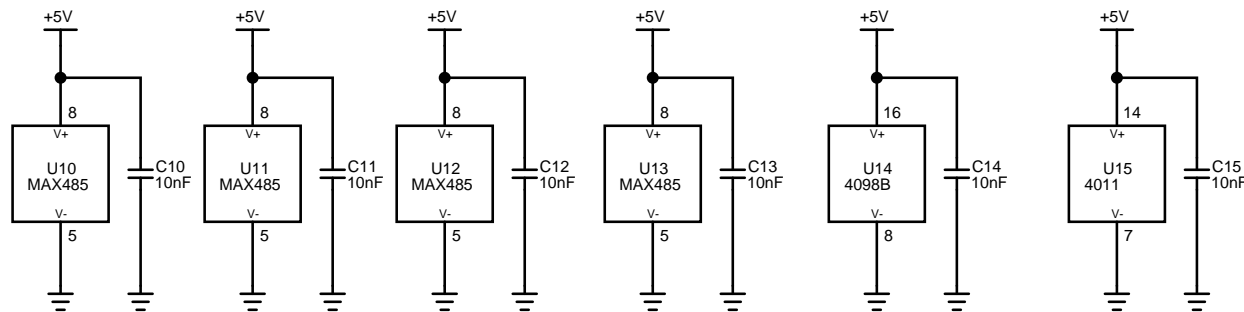 +5V +5V +5V +5V +5V +5V
8 8 8 8 16 14
V+ V+ V+ V+ V+ V+
U10 C10 U11 C11 U12 C12 U13 C13 U14 C14 U15 C15
MAX485 10nF MAX485 10nF MAX485 10nF MAX485 10nF 4098B 10nF 4011 10nF
V- V- V- V- V- V-
5 5 5 5 8 7